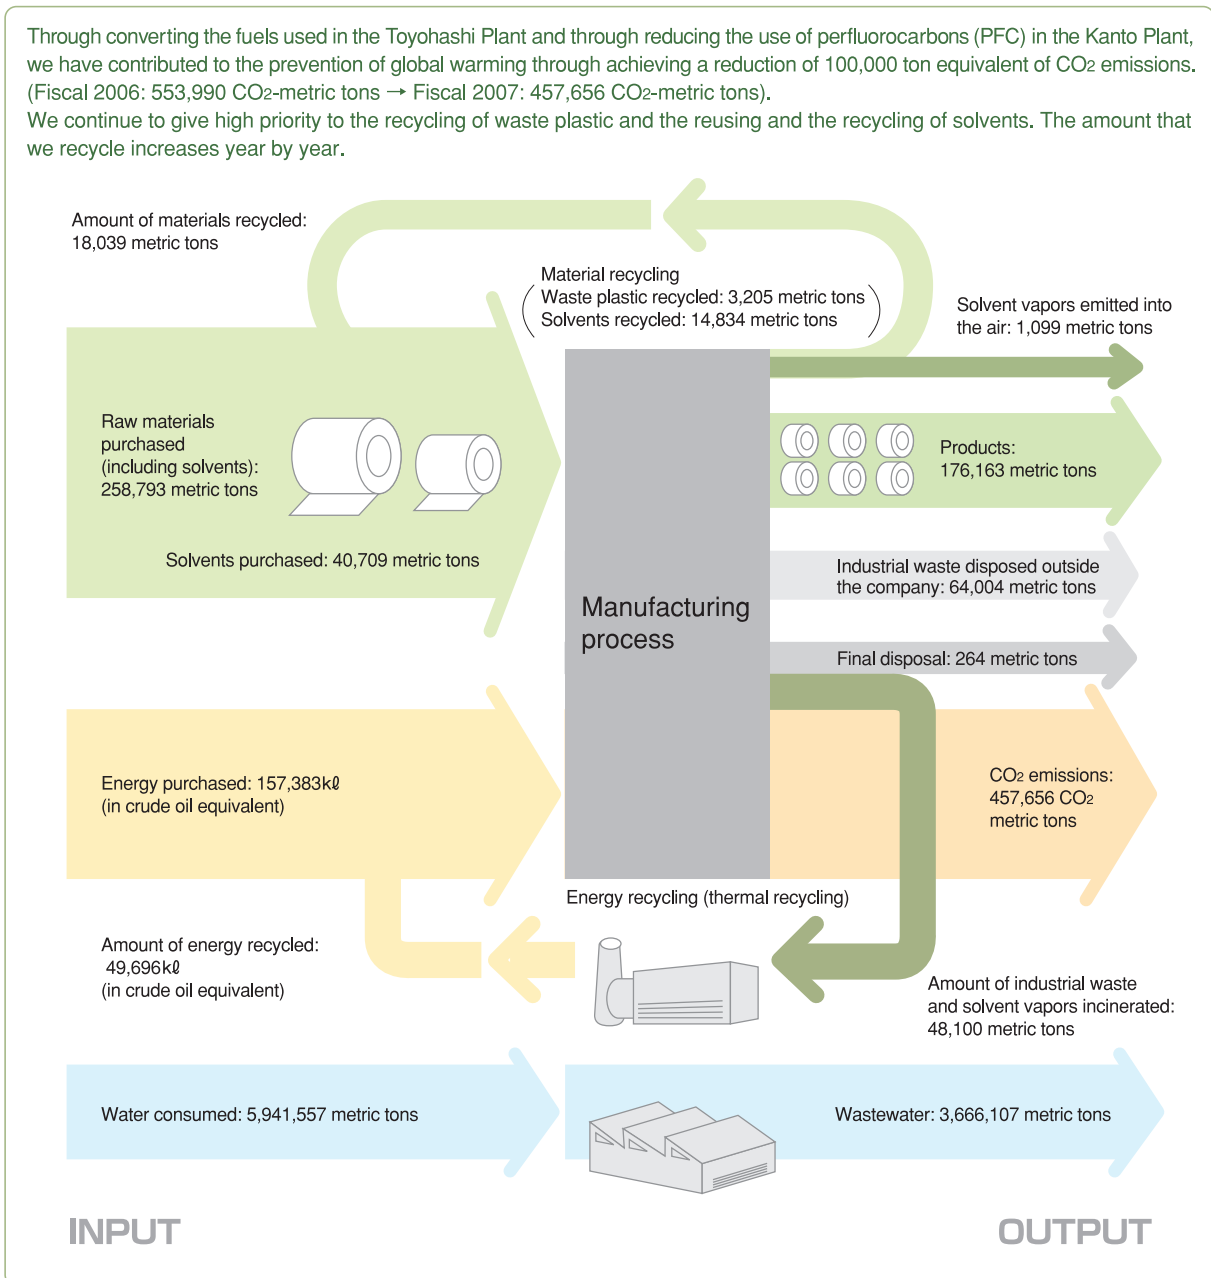 Through converting the fuels used in the Toyohashi Plant and through reducing the use of perfluorocarbons (PFC) in the Kanto Plant,
we have contributed to the prevention of global warming through achieving a reduction of 100,000 ton equivalent of CO2 emissions.
(Fiscal 2006: 553,990 CO2-metric tons → Fiscal 2007: 457,656 CO2-metric tons).
We continue to give high priority to the recycling of waste plastic and the reusing and the recycling of solvents. The amount that
we recycle increases year by year.
Amount of materials recycled:
18,039 metric tons
Material recycling
Waste plastic recycled: 3,205 metric tons
Solvents recycled: 14,834 metric tons
Solvent vapors emitted into
the air: 1,099 metric tons
Raw materials
purchased
(including solvents):
258,793 metric tons
Solvents purchased: 40,709 metric tons
Products:
176,163 metric tons
Industrial waste disposed outside
the company: 64,004 metric tons
Manufacturing
process
Final disposal: 264 metric tons
Energy purchased: 157,383kℓ
(in crude oil equivalent)
CO2 emissions:
457,656 CO2
metric tons
Energy recycling (thermal recycling)
Amount of energy recycled:
49,696kℓ
(in crude oil equivalent)
Amount of industrial waste
and solvent vapors incinerated:
48,100 metric tons
Water consumed: 5,941,557 metric tons
Wastewater: 3,666,107 metric tons
INPUT
OUTPUT